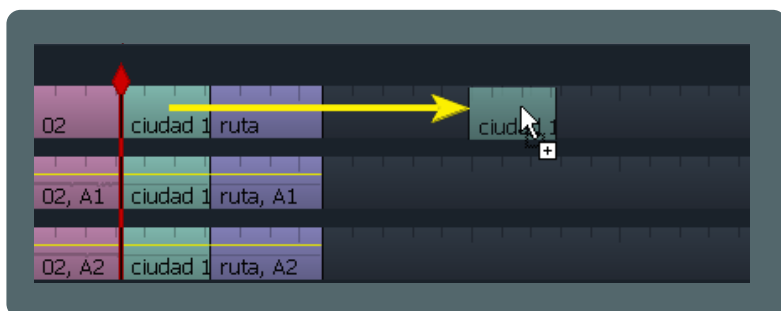 02 ciudad 1 ruta ciudad 1
02, A1 ciudad 1 ruta, A1
02, A2 ciudad 1 ruta, A2